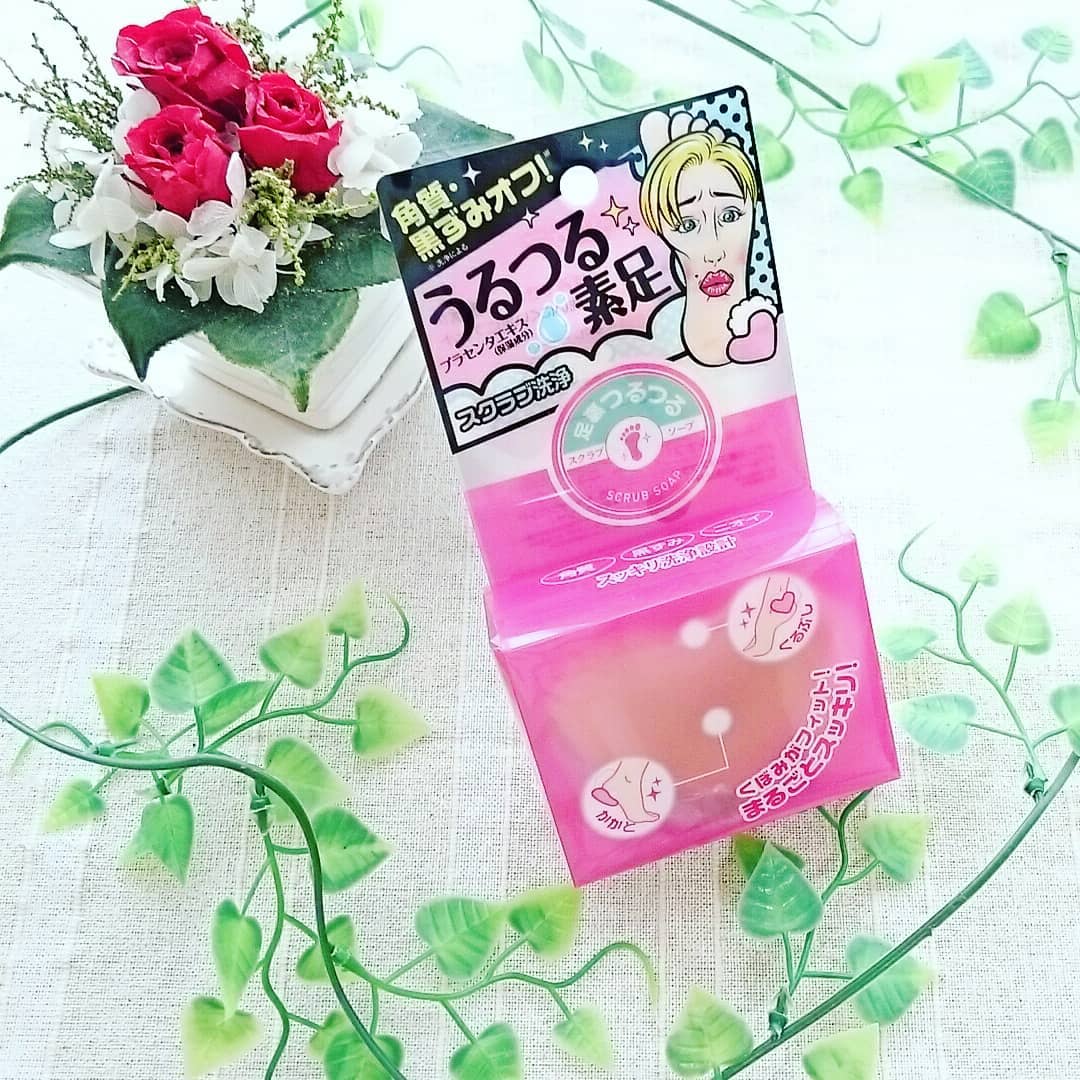 角質・
黒ずみオフ!
※洗浄による
うるつる
素足
プラセンタエキス
(保湿成分)
スクラブ洗浄
足裏つるつる
スクラブ ソープ
SCRUB SOAP
角質 黒ずみ ニオイ
スッキリ洗浄設計
くるぶし
かかと
くぼみがフィット!
まるごとスッキリ!